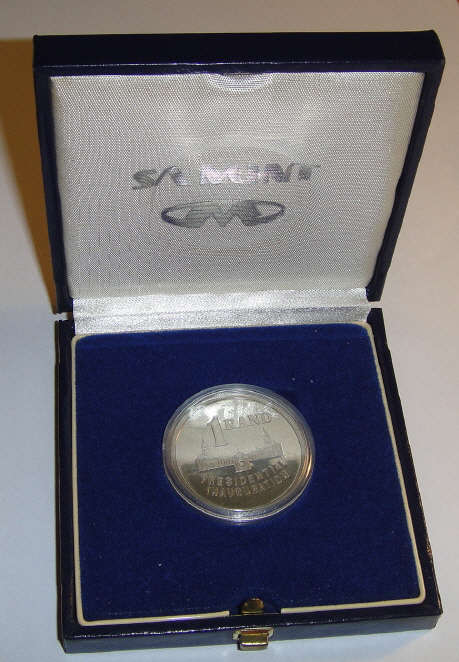 SA MINT
1 RAND
PRESIDENTIAL
INAUGURATION